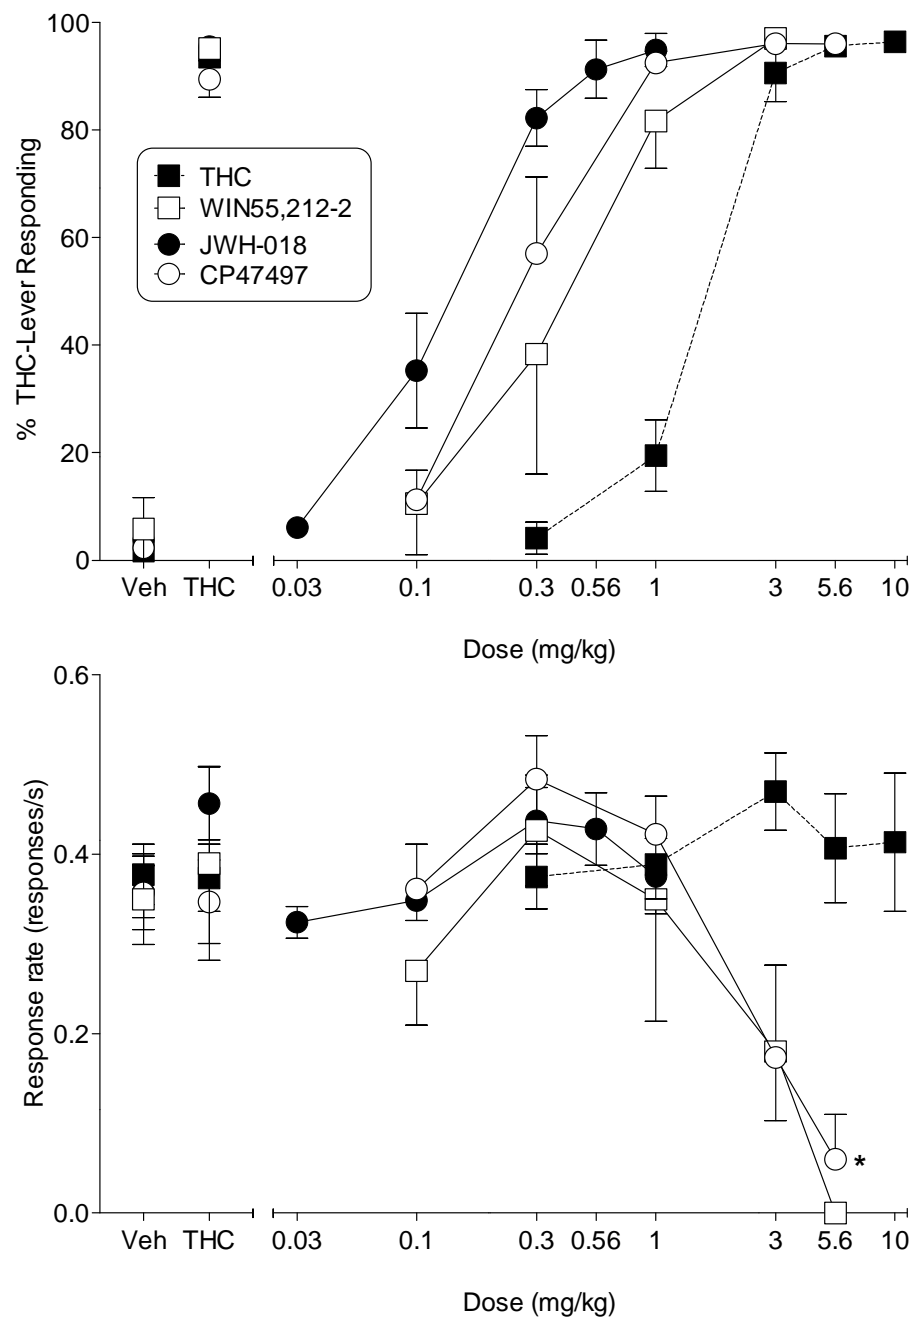 100
80
60
40
20
0
% THC-Lever Responding
THC
WIN55,212-2
JWH-018
CP47497
Veh THC 0.03 0.1 0.3 0.56 1 3 5.6 10
Dose (mg/kg)
0.6
0.4
0.2
0.0
Response rate (responses/s)
*
Veh THC 0.03 0.1 0.3 0.56 1 3 5.6 10
Dose (mg/kg)